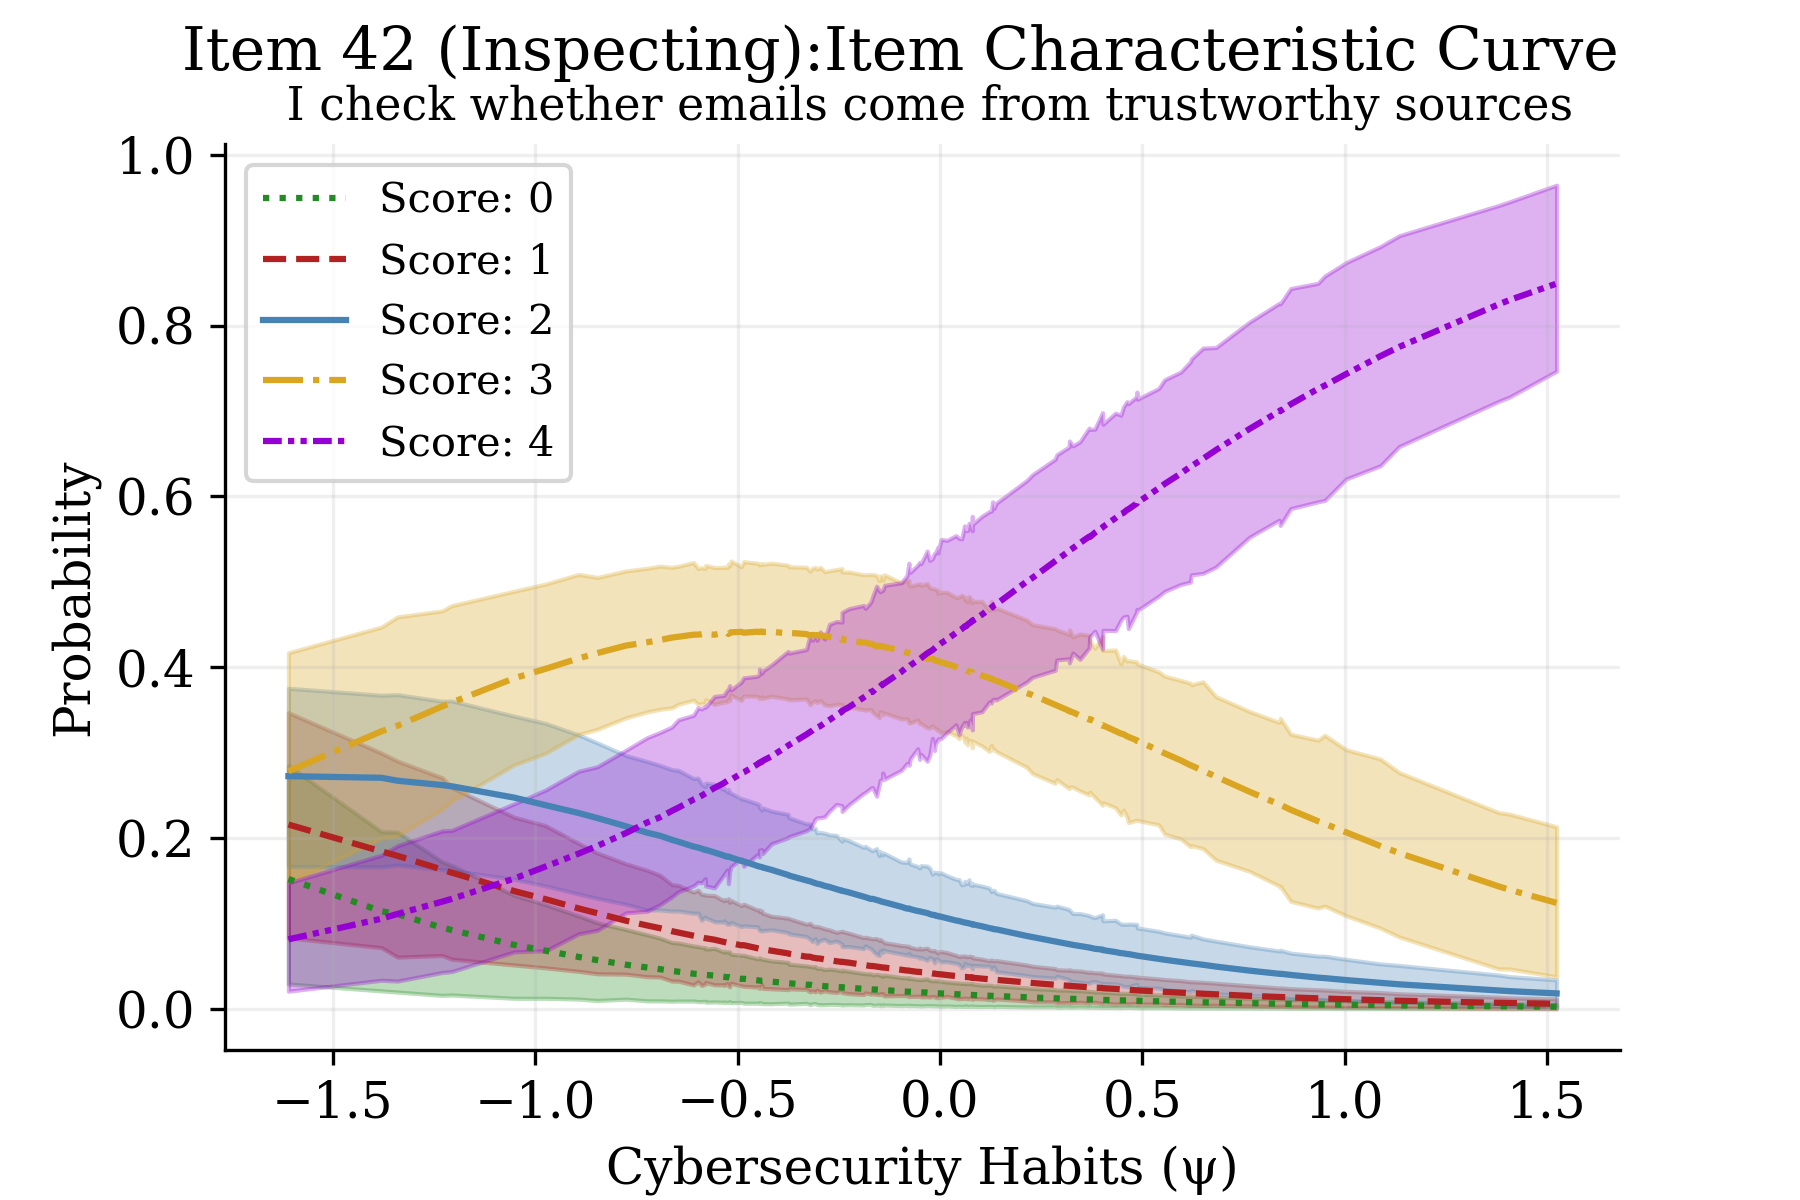 Item 42 (Inspecting):Item Characteristic Curve
I check whether emails come from trustworthy sources
1.0
0.8
0.6
0.4
0.2
0.0
Probability
Score: 0
Score: 1
Score: 2
Score: 3
Score: 4
−1.5 −1.0 −0.5 0.0 0.5 1.0 1.5
Cybersecurity Habits (ψ)